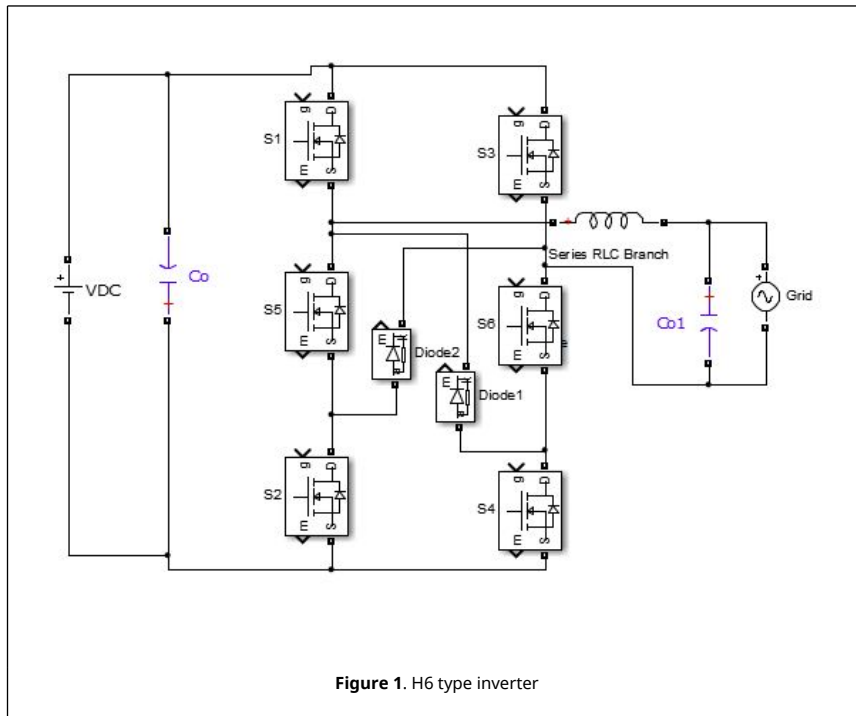 S1
g
D
m
S
S3
g
D
m
S
+
VDC
Co
+
S5
g
D
m
S
Diode2
m
Diode1
m
Series RLC Branch
+
S6
g
D
m
S
Co1
+
+
Grid
S2
g
D
m
S
S4
g
D
m
S
Figure 1. H6 type inverter